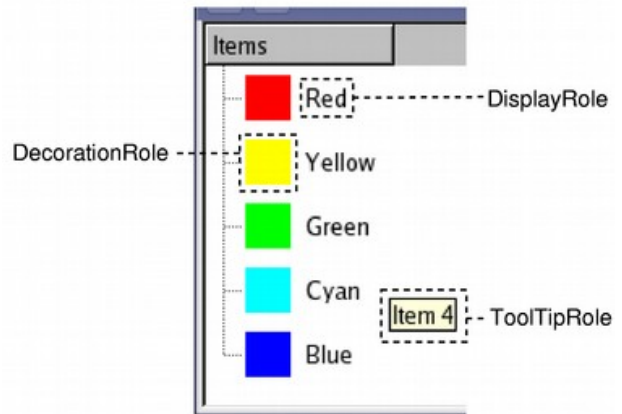 Items
Red
DisplayRole
DecorationRole
Yellow
Green
Cyan
Item 4
ToolTipRole
Blue